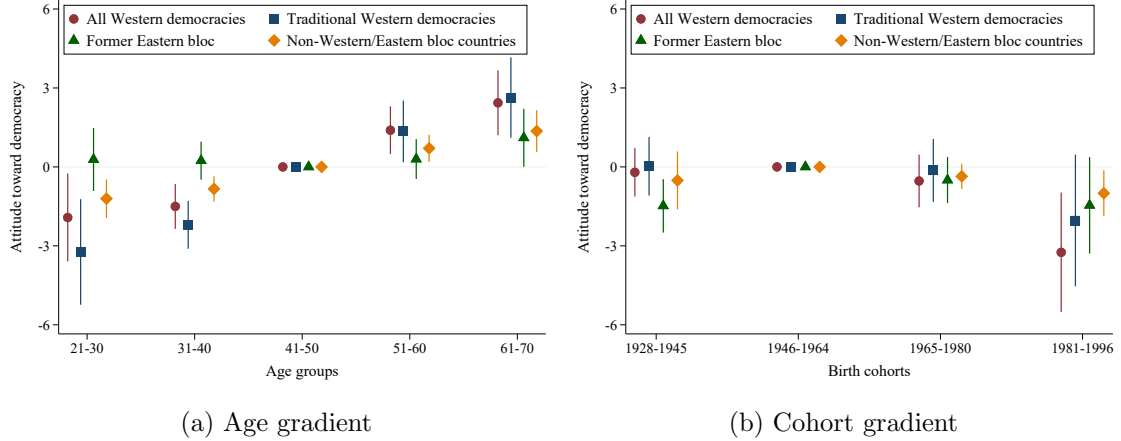 All Western democracies
Traditional Western democracies
Former Eastern bloc
Non-Western/Eastern bloc countries
Attitude toward democracy
6
3
0
-3
-6
21-30
31-40
41-50
51-60
61-70
Age groups
(a) Age gradient
All Western democracies
Traditional Western democracies
Former Eastern bloc
Non-Western/Eastern bloc countries
Attitude toward democracy
6
3
0
-3
-6
1928-1945
1946-1964
1965-1980
1981-1996
Birth cohorts
(b) Cohort gradient